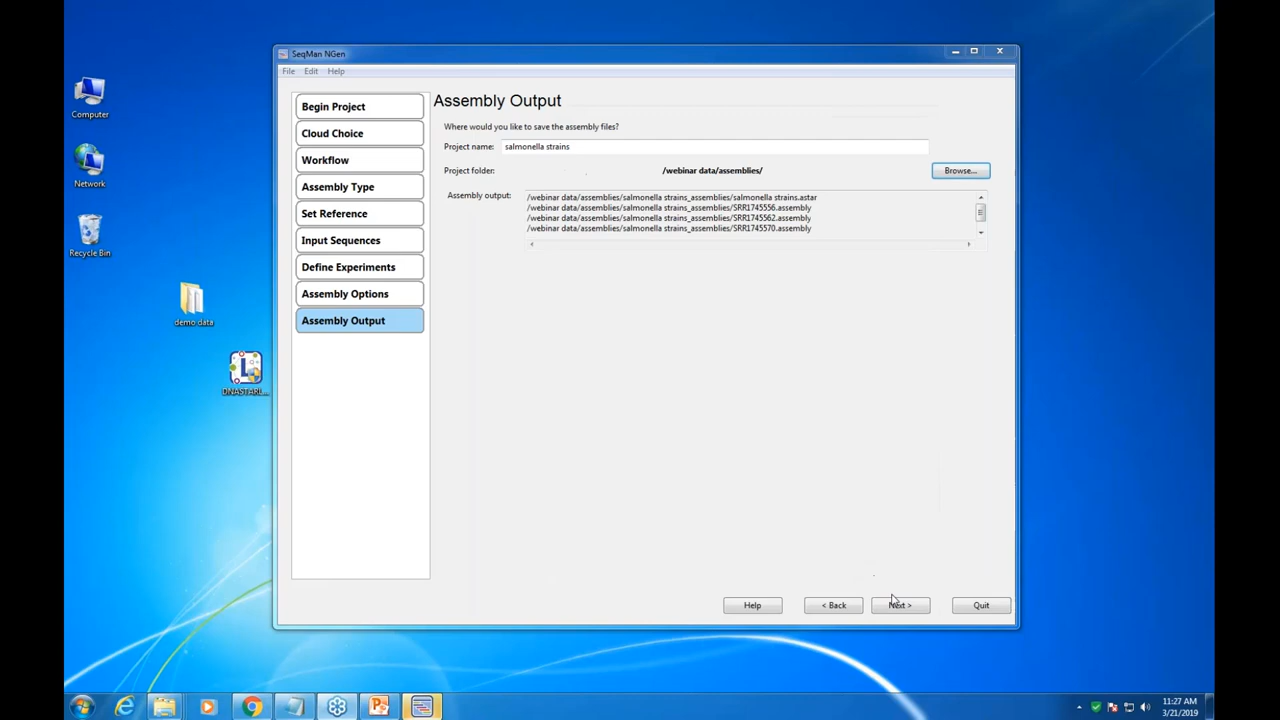 SeqMan NGen
File Edit Help
Computer
Network
Recycle Bin
demo data
DNASTARL...
Begin Project
Cloud Choice
Workflow
Assembly Type
Set Reference
Input Sequences
Define Experiments
Assembly Options
Assembly Output
Assembly Output
Where would you like to save the assembly files?
Project name: salmonella strains
Project folder: /webinar data/assemblies/ Browse...
Assembly output: /webinar data/assemblies/salmonella strains_assemblies/salmonella strains.astar
/webinar data/assemblies/salmonella strains_assemblies/SRR1745556.assembly
/webinar data/assemblies/salmonella strains_assemblies/SRR1745562.assembly
/webinar data/assemblies/salmonella strains_assemblies/SRR1745570.assembly
Help < Back Next > Quit
11:27 AM
3/21/2019